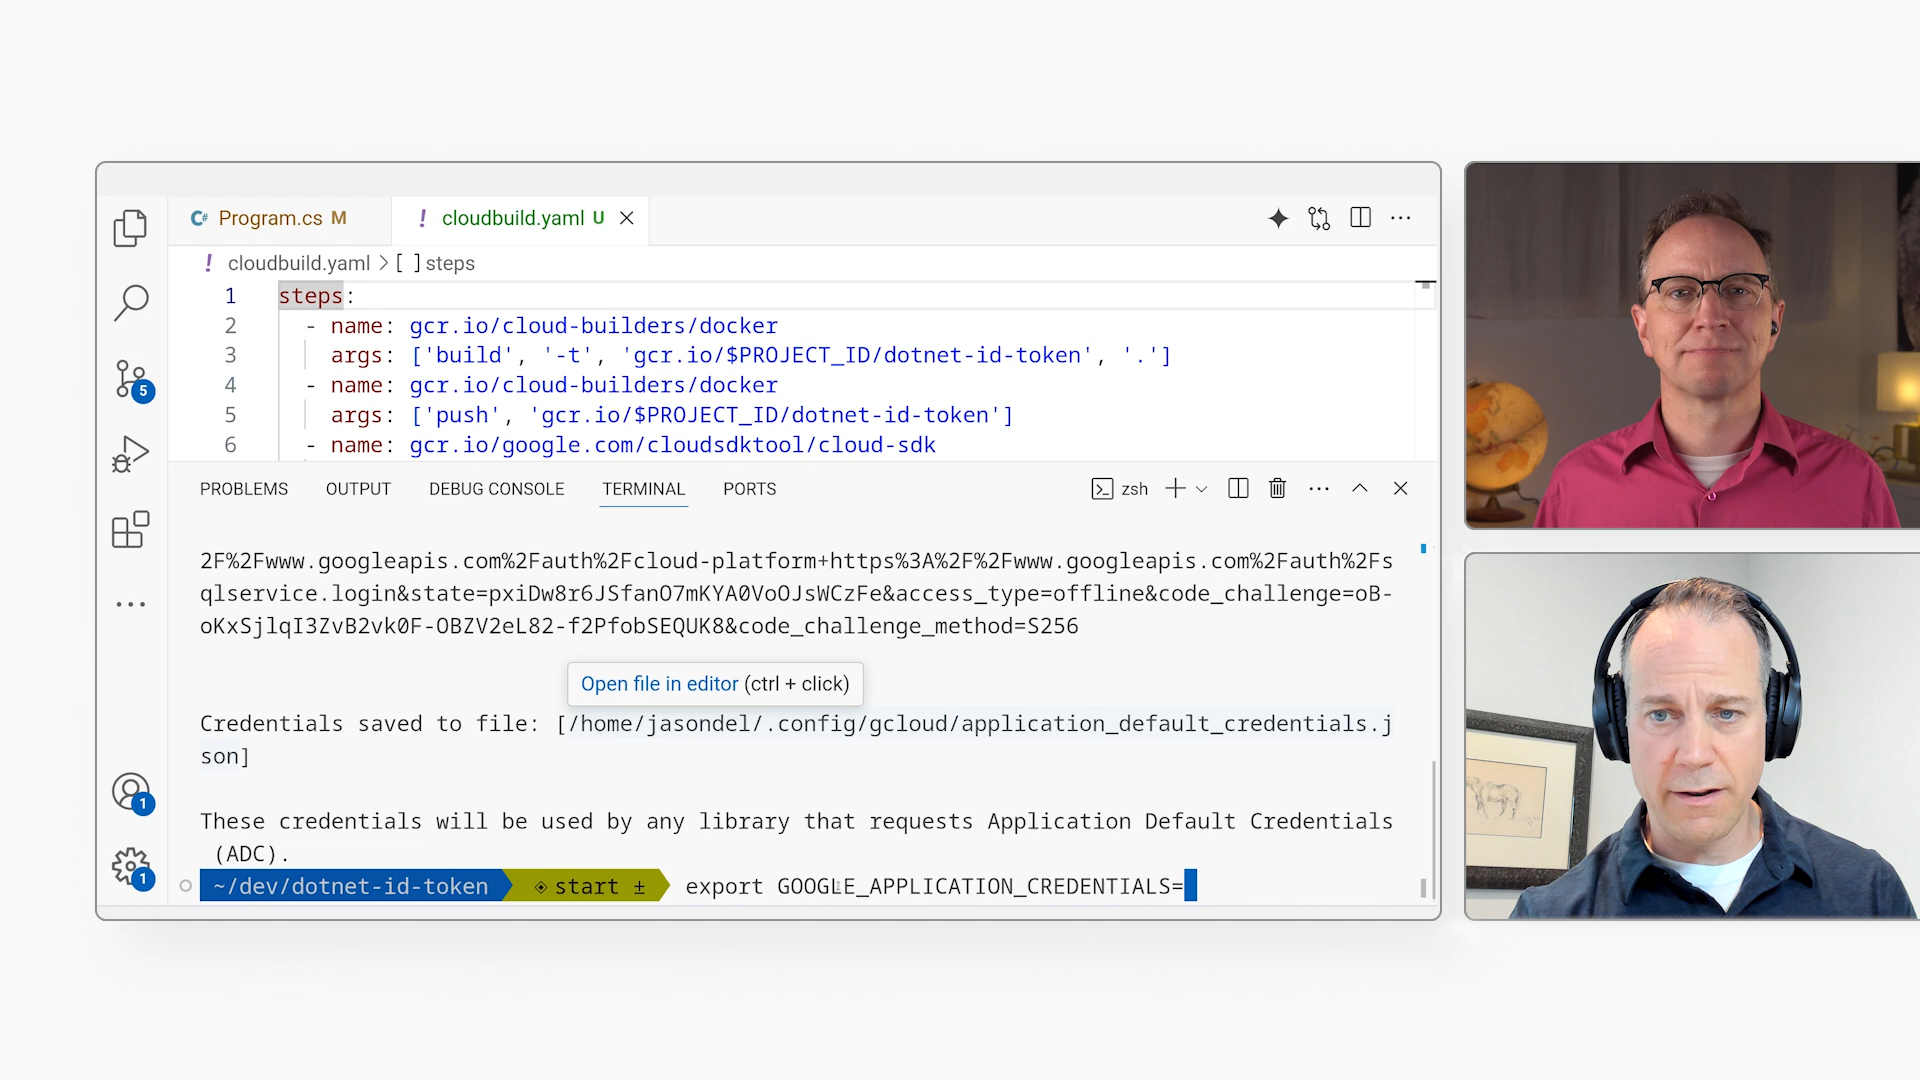 C# Program.cs M
! cloudbuild.yaml U
! cloudbuild.yaml > [ ] steps
1 steps:
2 - name: gcr.io/cloud-builders/docker
3 args: ['build', '-t', 'gcr.io/$PROJECT_ID/dotnet-id-token', '.']
4 - name: gcr.io/cloud-builders/docker
5 args: ['push', 'gcr.io/$PROJECT_ID/dotnet-id-token']
6 - name: gcr.io/google.com/cloudsdktool/cloud-sdk
5
PROBLEMS OUTPUT DEBUG CONSOLE TERMINAL PORTS zsh
2F%2Fwww.googleapis.com%2Fauth%2Fcloud-platform+https%3A%2F%2Fwww.googleapis.com%2Fauth%2Fs
qlservice.login&state=pxiDw8r6JSfanO7mKYA0VoOJsWCzFe&access_type=offline&code_challenge=oB-
oKxSjlqI3ZvB2vk0F-OBZV2eL82-f2PfobSEQUK8&code_challenge_method=S256
Open file in editor (ctrl + click)
Credentials saved to file: [/home/jasondel/.config/gcloud/application_default_credentials.j
son]
These credentials will be used by any library that requests Application Default Credentials
(ADC).
~/dev/dotnet-id-token start ± export GOOGLE_APPLICATION_CREDENTIALS=
1
1